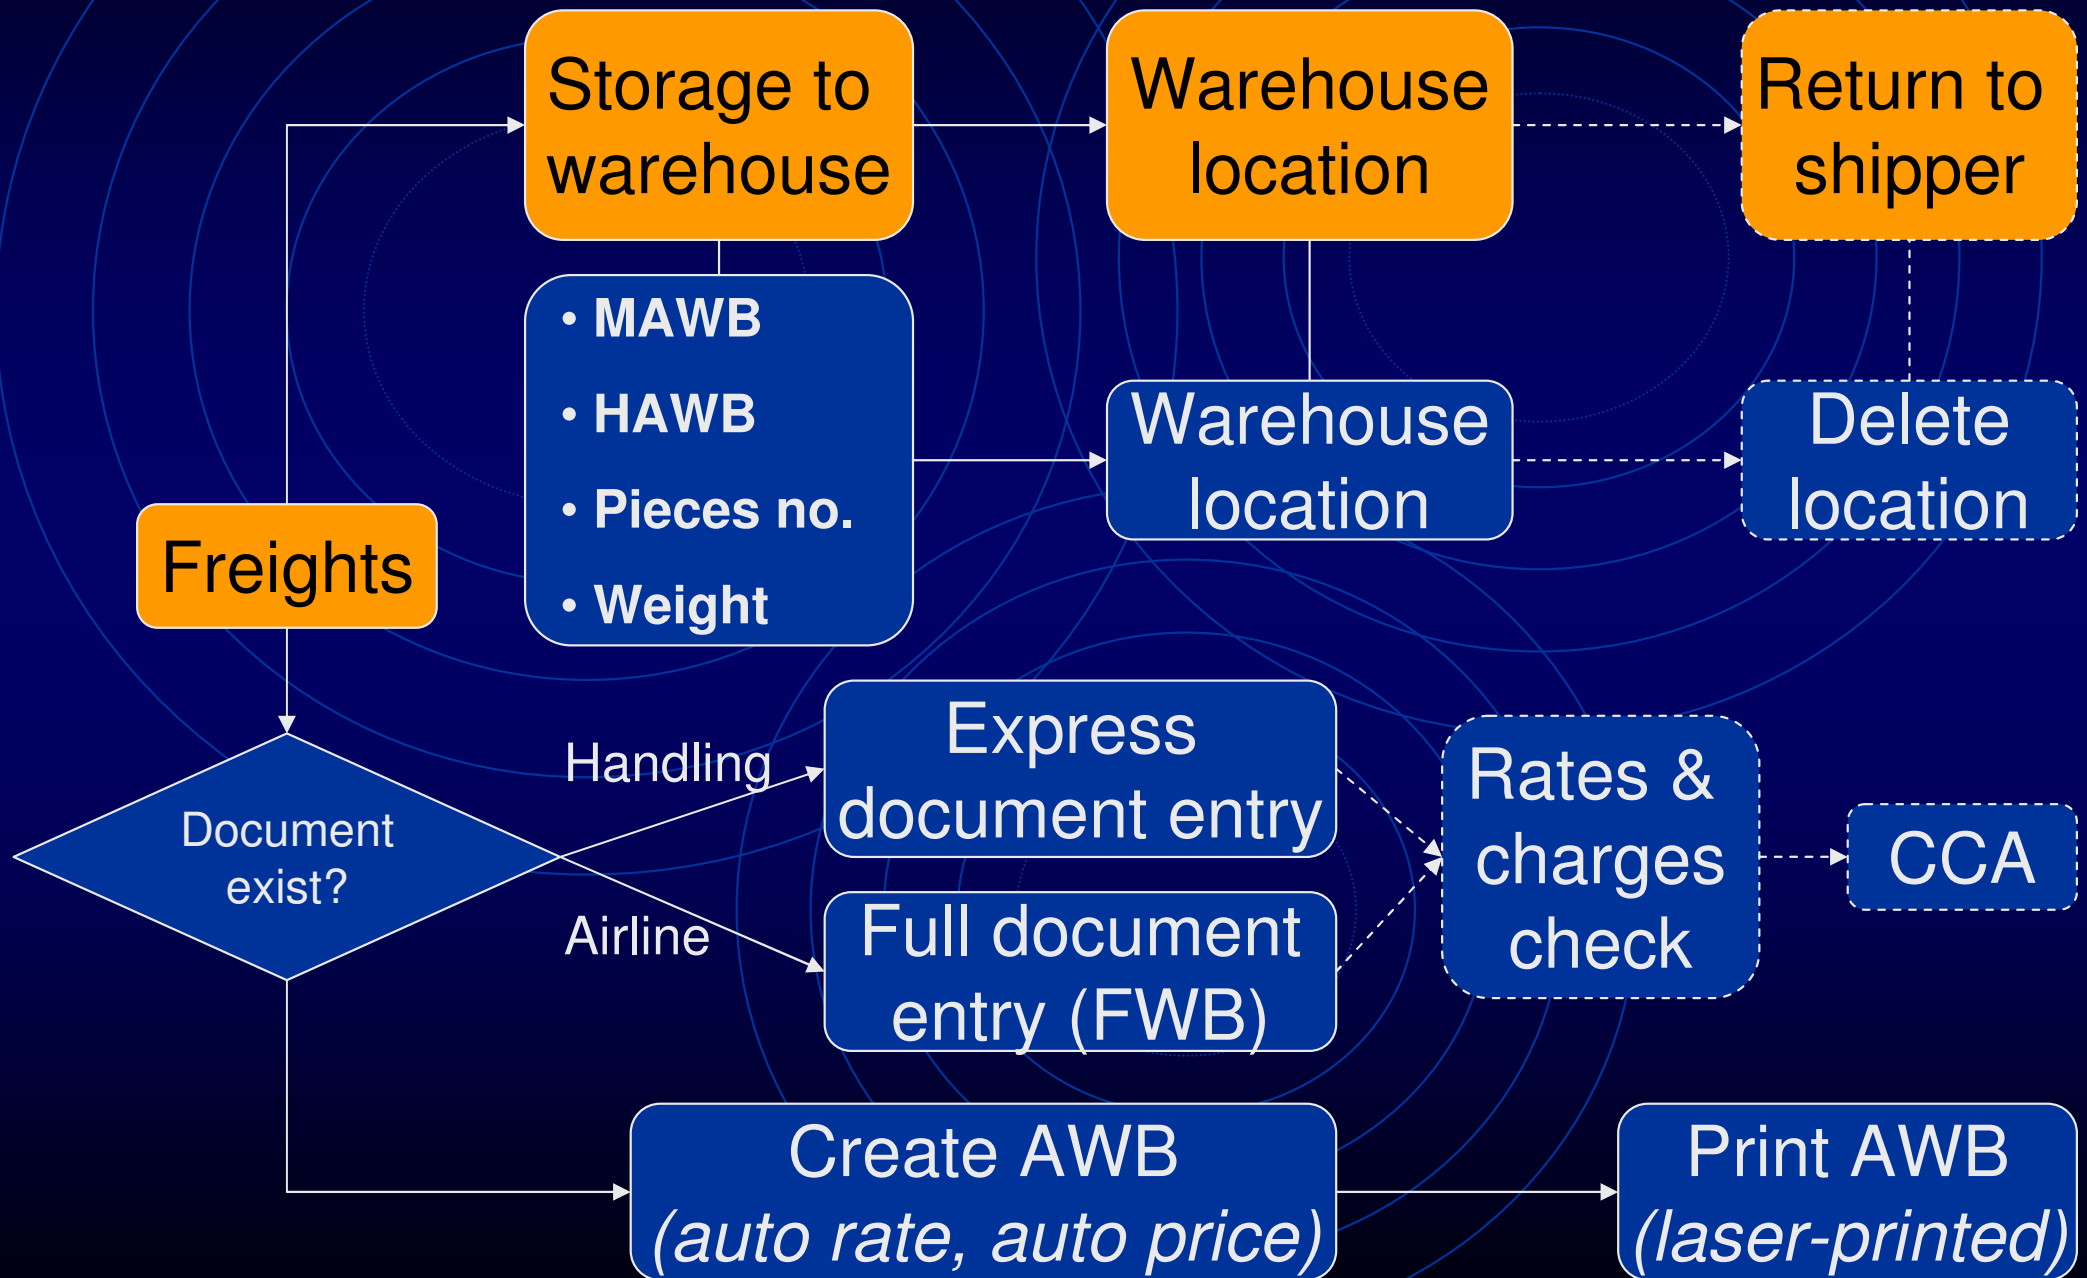 Storage to
warehouse
Warehouse
location
Return to
shipper
• MAWB
• HAWB
• Pieces no.
• Weight
Warehouse
location
Delete
location
Freights
Document
exist?
Handling
Airline
Express
document entry
Full document
entry (FWB)
Rates &
charges
check
CCA
Create AWB
(auto rate, auto price)
Print AWB
(laser-printed)